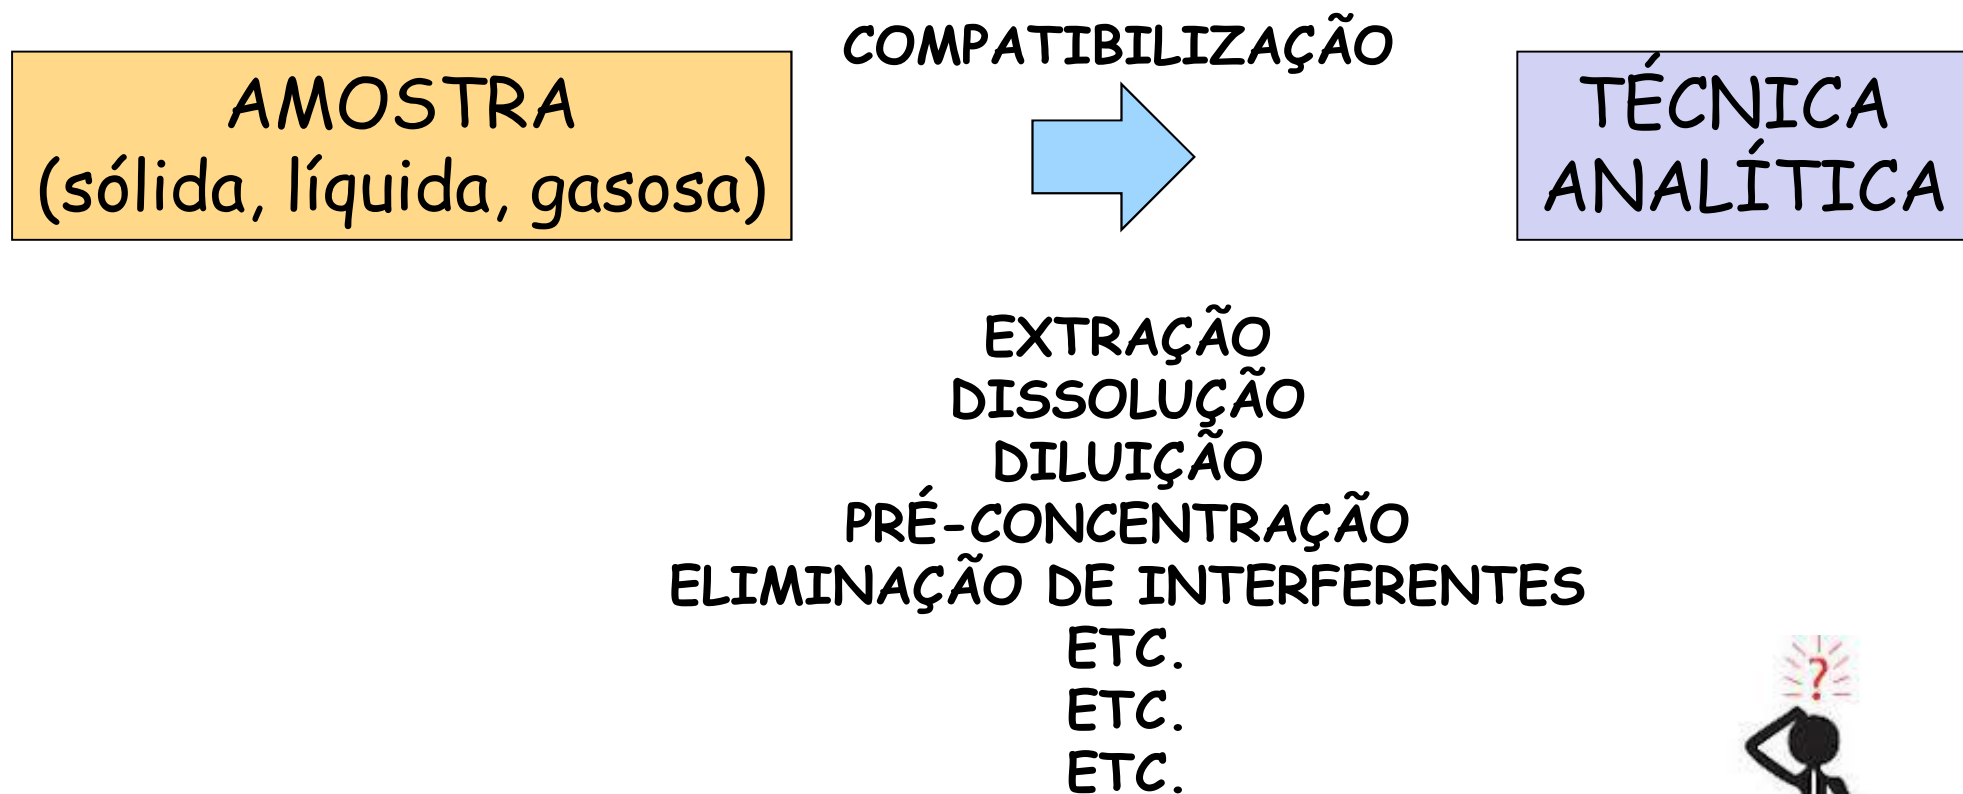 COMPATIBILIZAÇÃO
AMOSTRA
(sólida, líquida, gasosa)
TÉCNICA
ANALÍTICA
EXTRAÇÃO
DISSOLUÇÃO
DILUIÇÃO
PRÉ-CONCENTRAÇÃO
ELIMINAÇÃO DE INTERFERENTES
ETC.
ETC.
ETC.
?